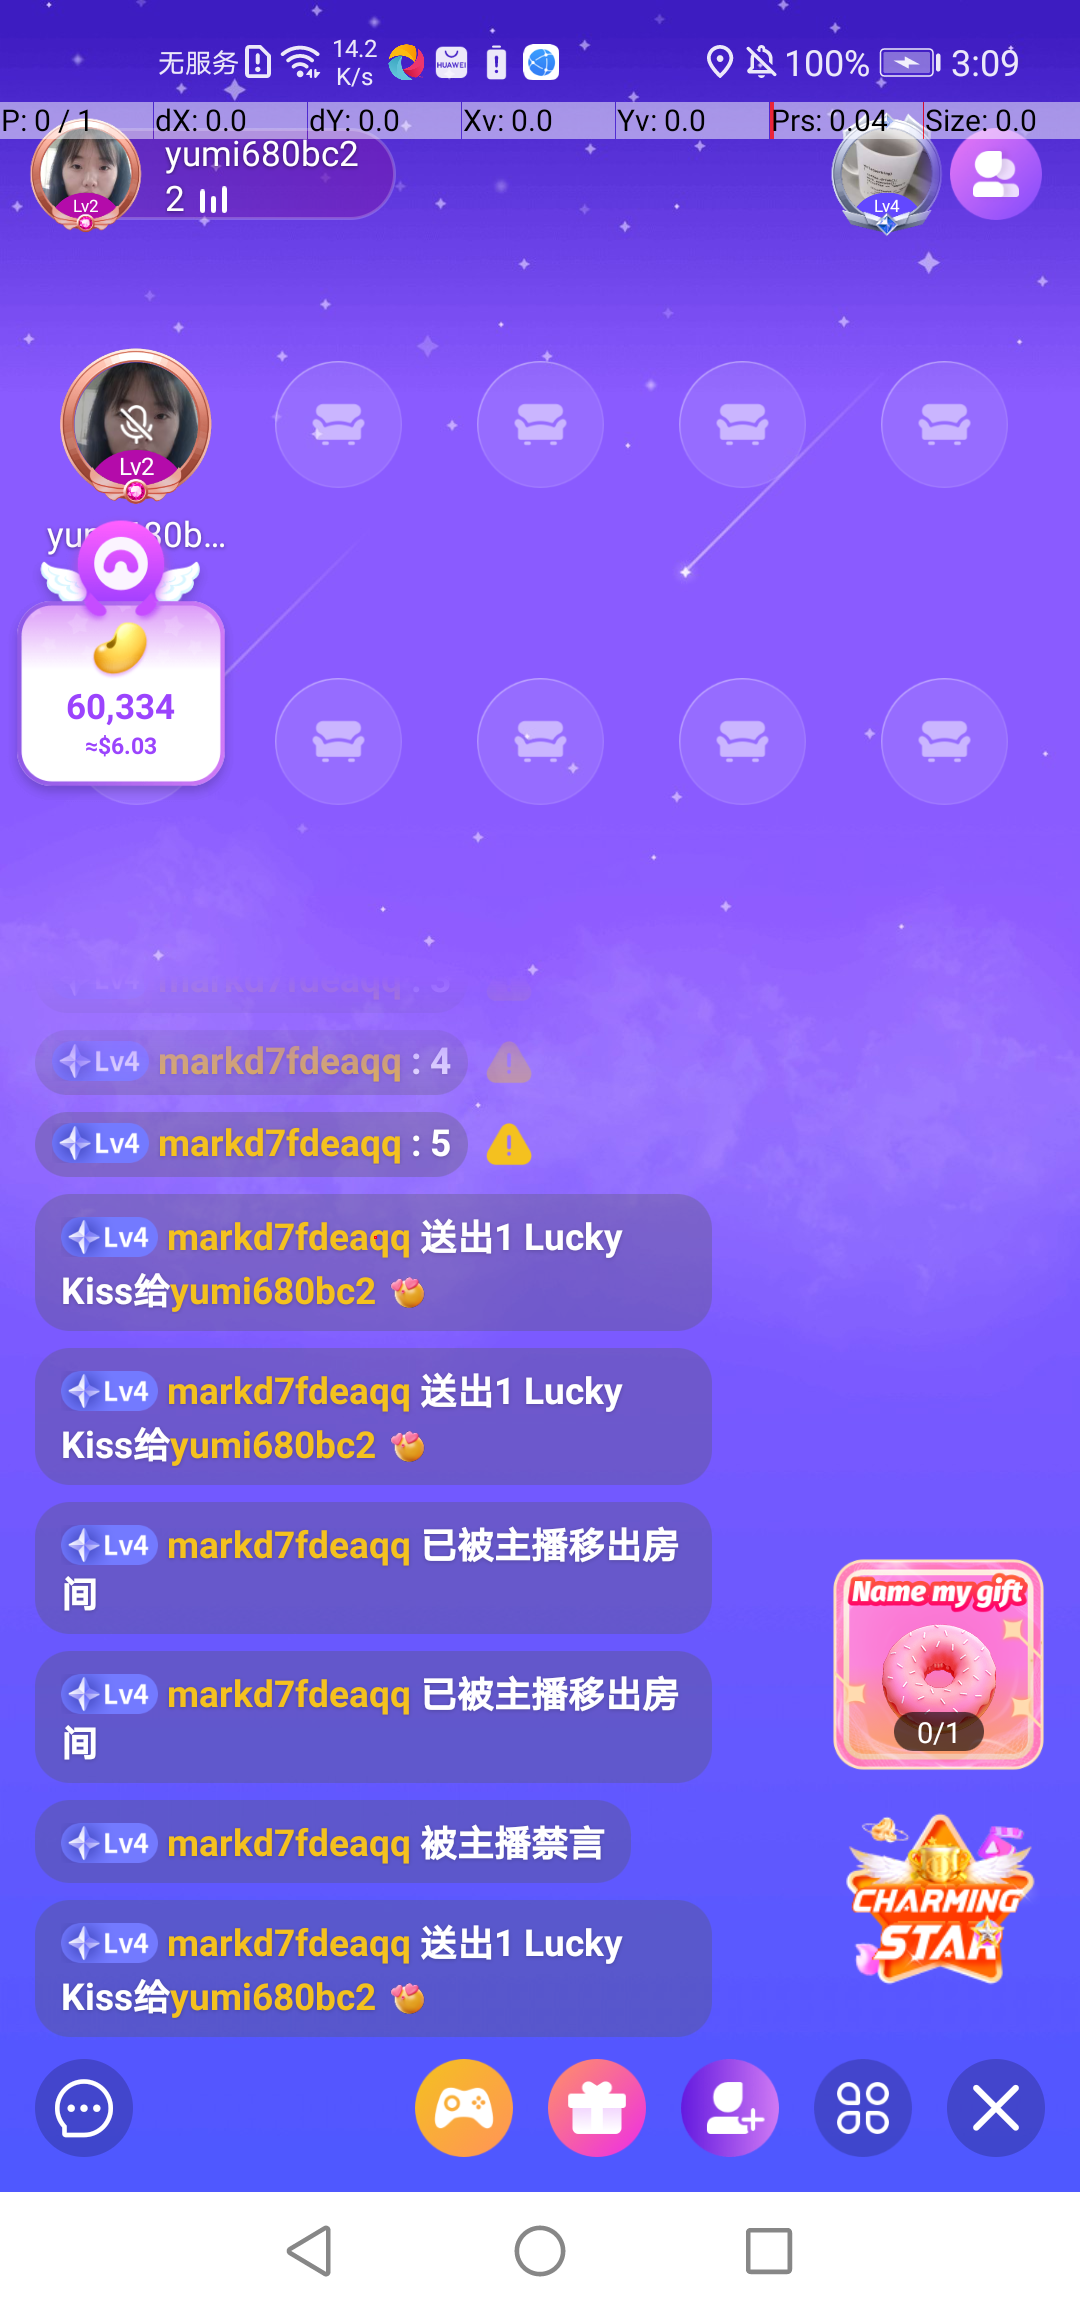 无服务 14.2 K/s HUAWEI 100% 3:09
P: 0 / 1 dX: 0.0 dY: 0.0 Xv: 0.0 Yv: 0.0 Prs: 0.04 Size: 0.0
yumi680bc2
2
Lv2
Lv4
Lv2
yumi680b...
60,334
≈$6.03
Lv4 markd7fdeaqq : 4
Lv4 markd7fdeaqq : 5
Lv4 markd7fdeaqq 送出1 Lucky
Kiss给yumi680bc2
Lv4 markd7fdeaqq 送出1 Lucky
Kiss给yumi680bc2
Lv4 markd7fdeaqq 已被主播移出房
间
Lv4 markd7fdeaqq 已被主播移出房
间
Lv4 markd7fdeaqq 被主播禁言
Lv4 markd7fdeaqq 送出1 Lucky
Kiss给yumi680bc2
Name my gift
0/1
CHARMING
STAR